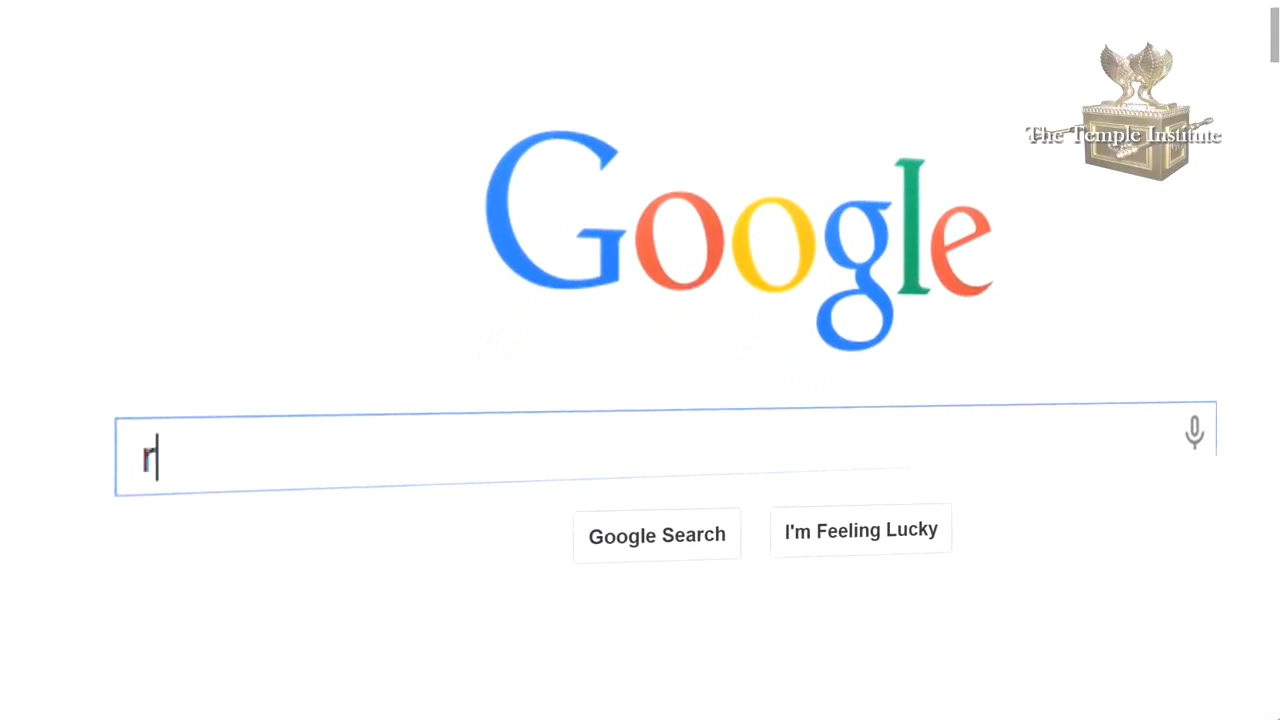 The Temple Institute
Google
r
Google Search
I'm Feeling Lucky